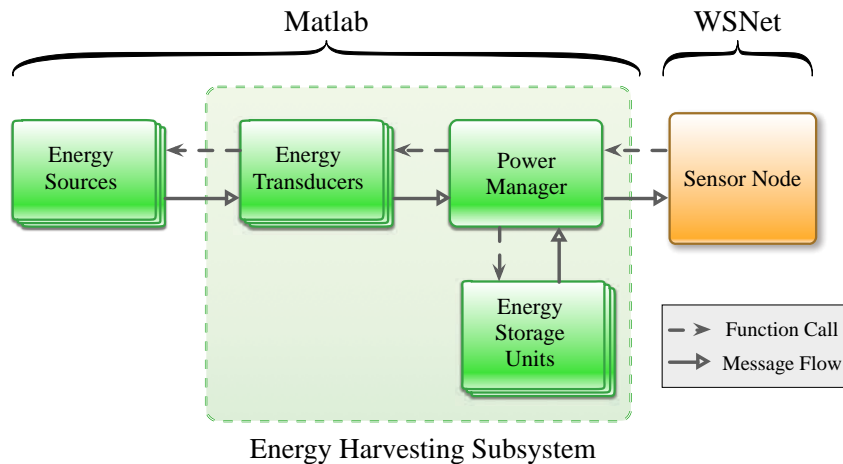 Matlab
WSNet
Energy
Sources
Energy
Transducers
Power
Manager
Sensor Node
Energy
Storage
Units
Function Call
Message Flow
Energy Harvesting Subsystem